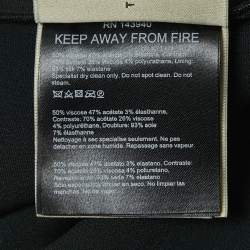 T
RN 143940
KEEP AWAY FROM FIRE
50% viscose 47% acetate 3% elastane,
Contrast: 70% acetate 26% viscose 4% polyurethane, Lining:
93% silk 7% elastane
Specialist dry clean only. Do not spot clean. Do not
steam.
50% viscose 47% acétate 3% élasthanne,
Contraste: 70% acétate 26% viscose
4% polyuréthane, Doublure: 93% soie
7% élasthanne
Nettoyage à sec spécialisé seulement. Ne pas nettoyer
en zone humide. Repassage sans vapeur
50% viscosa 47% acetato 3% elastano,
Contraste: 70% acetato 26% viscosa 4% poliuretano,
93% seda 7% elastano
en seco. No limpiar las
manchas. No